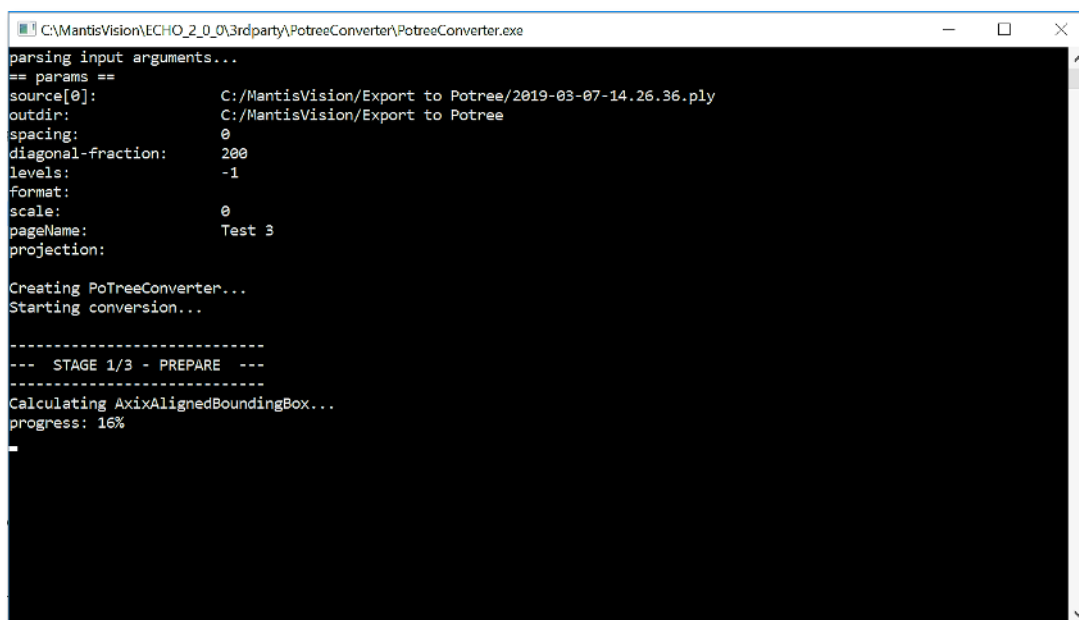 C:\MantisVision\ECHO_2_0_0\3rdparty\PotreeConverter\PotreeConverter.exe
parsing input arguments...
== params ==
source[0]: C:/MantisVision/Export to Potree/2019-03-07-14.26.36.ply
outdir: C:/MantisVision/Export to Potree
spacing: 0
diagonal-fraction: 200
levels: -1
format:
scale: 0
pageName: Test 3
projection:
Creating PoTreeConverter...
Starting conversion...
------------------------------
---  STAGE 1/3 - PREPARE  ---
------------------------------
Calculating AxixAlignedBoundingBox...
progress: 16%